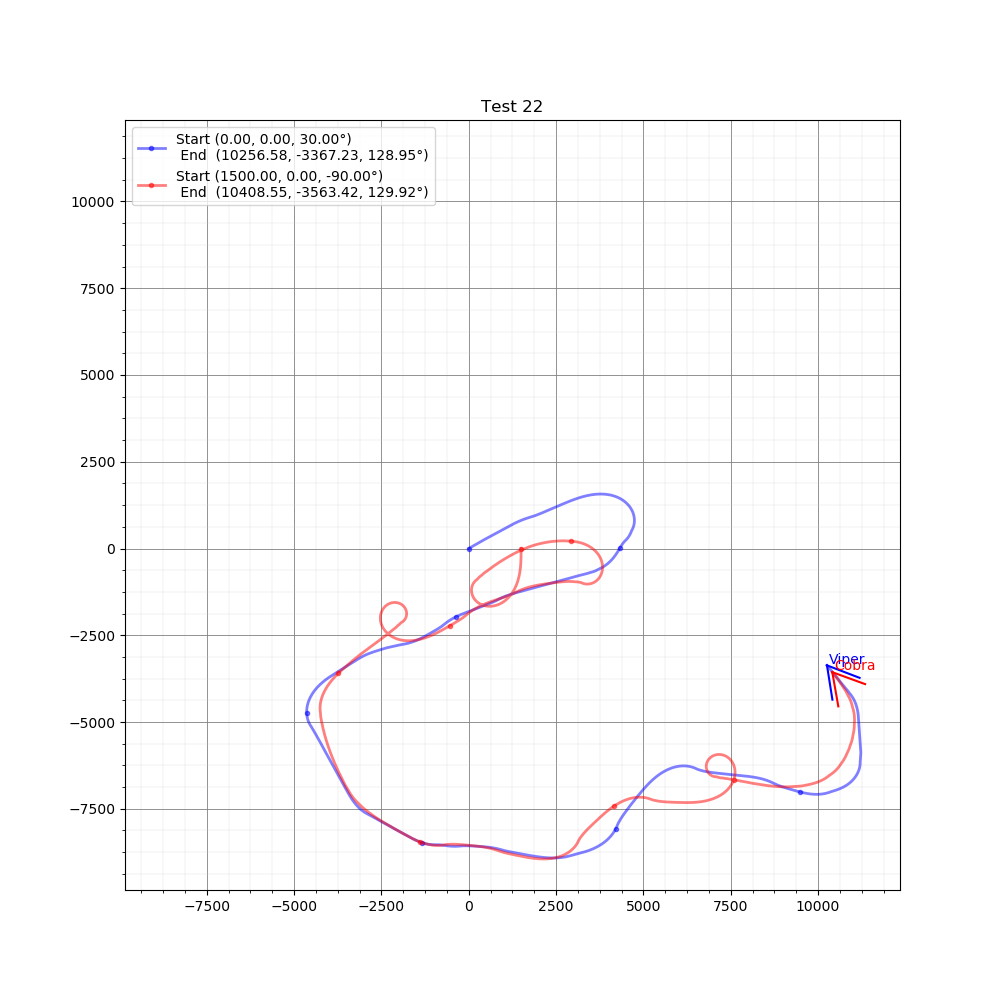 Test 22
Start (0.00, 0.00, 30.00°)
End  (10256.58, -3367.23, 128.95°)
Start (1500.00, 0.00, -90.00°)
End  (10408.55, -3563.42, 129.92°)
10000
7500
5000
2500
0
−2500
−5000
−7500
Viper
Cobra
−7500 −5000 −2500 0 2500 5000 7500 10000